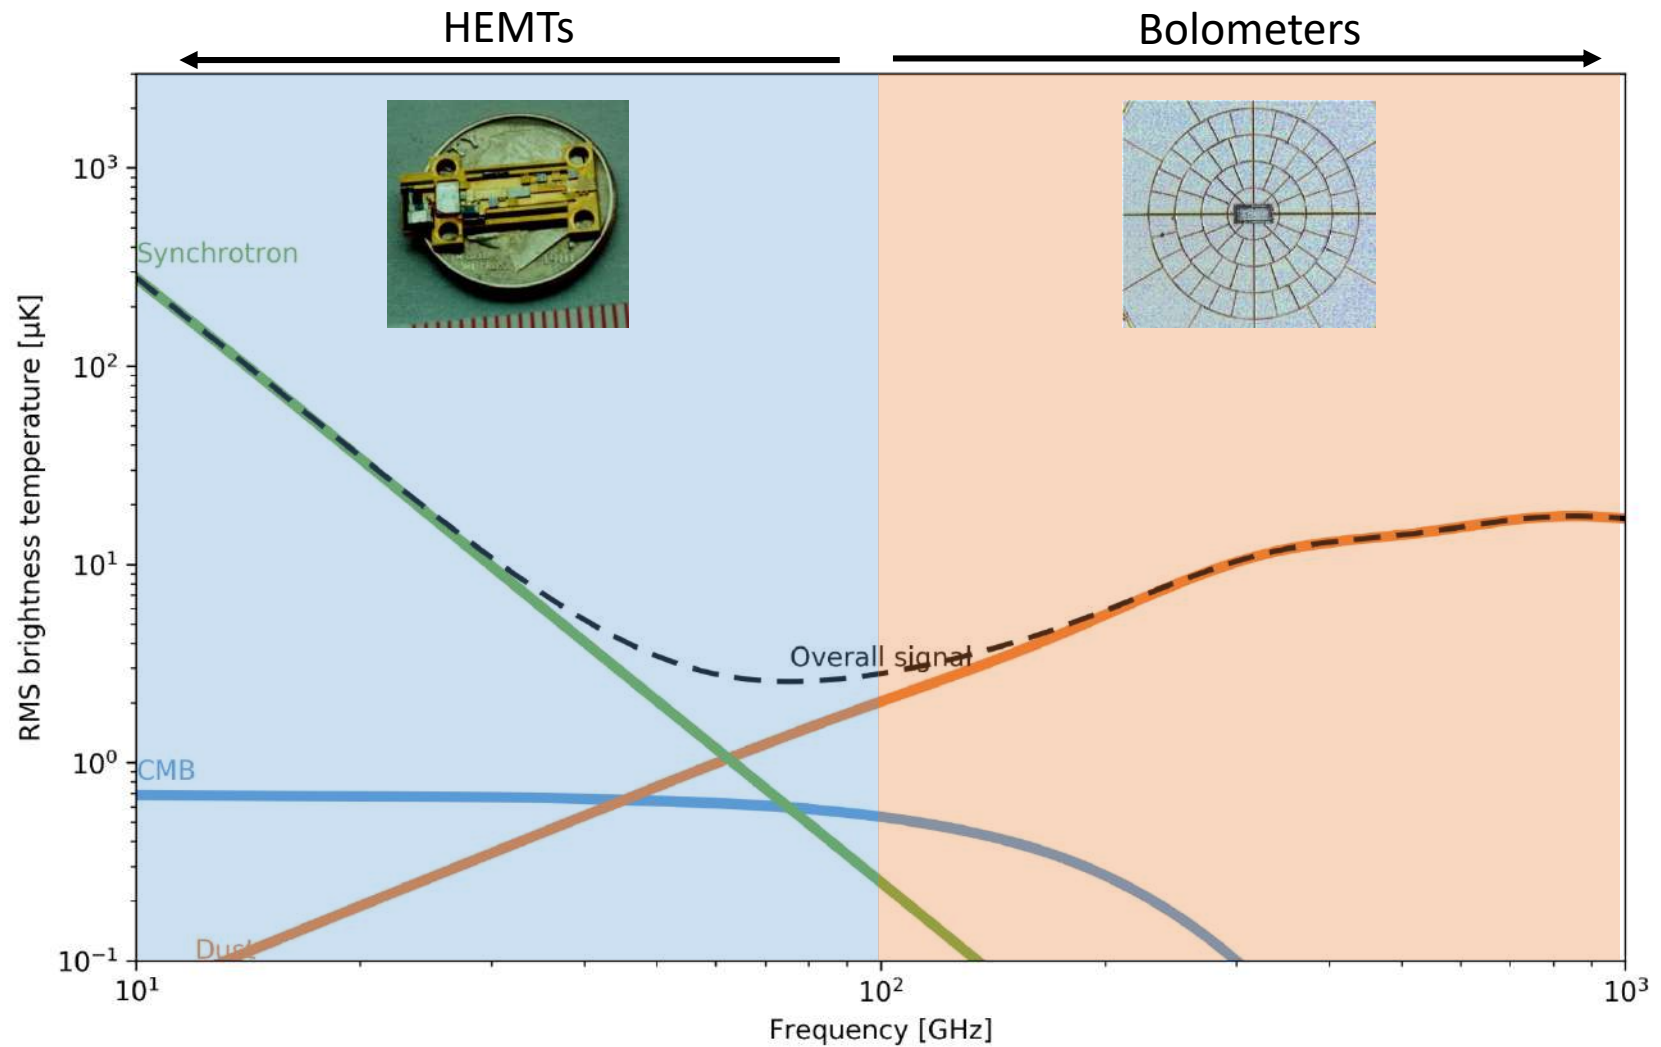 HEMTs
Bolometers
10³
10²
10¹
10⁰
10⁻¹
RMS brightness temperature [μK]
Synchrotron
Overall signal
CMB
Dust
10¹
10²
10³
Frequency [GHz]